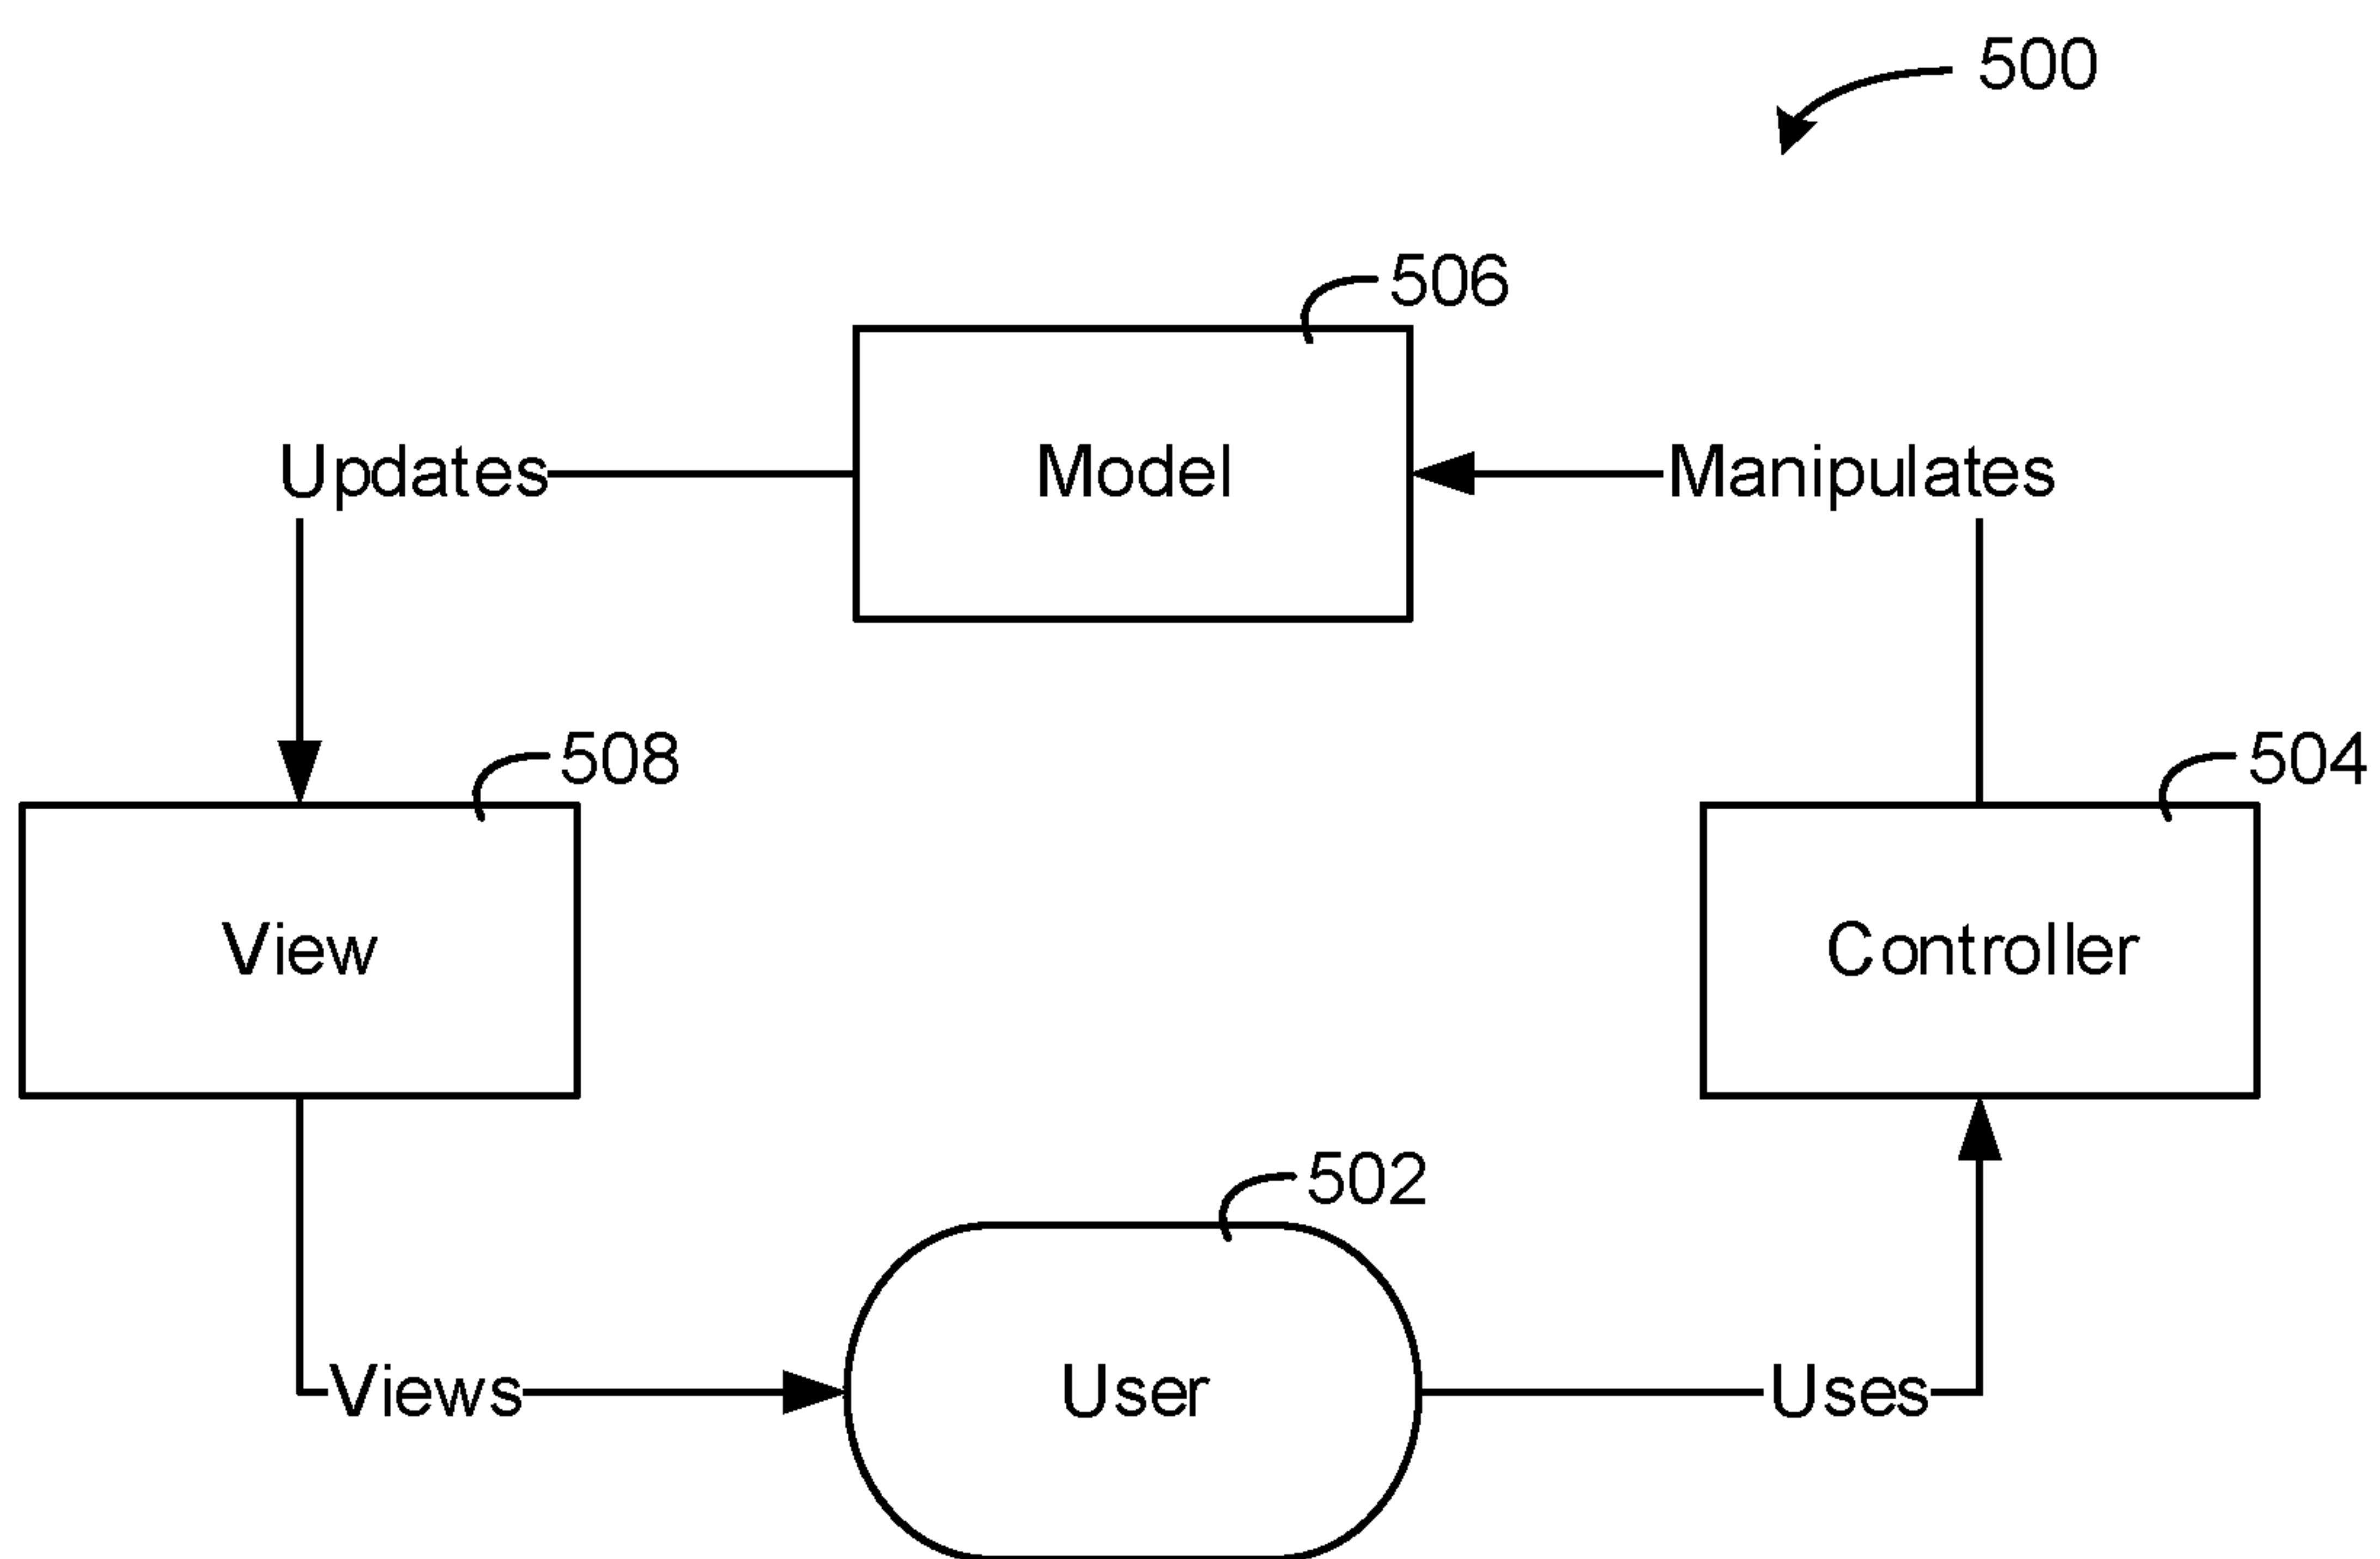 500
506
Updates
Model
Manipulates
508
504
View
Controller
502
Views
User
Uses